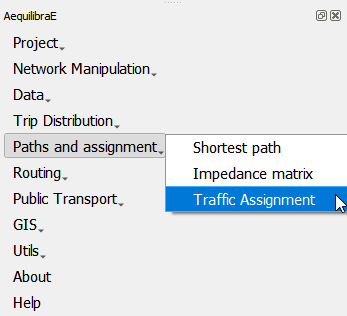 AequilibraE
Project
Network Manipulation
Data
Trip Distribution
Paths and assignment
Shortest path
Impedance matrix
Traffic Assignment
Routing
Public Transport
GIS
Utils
About
Help